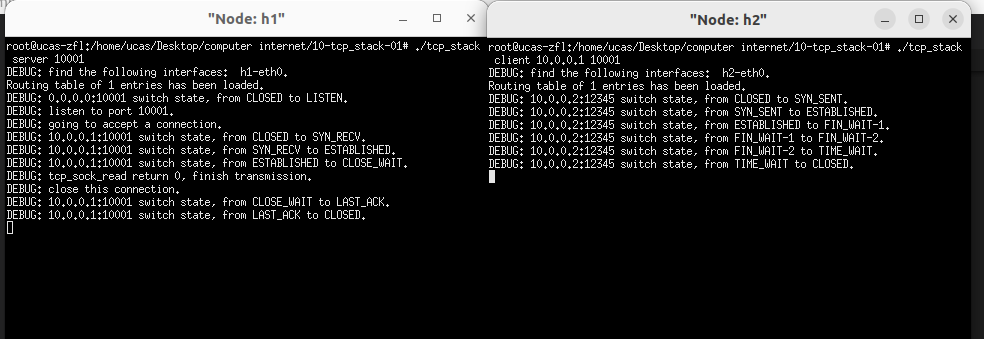 "Node: h1"
root@ucas-zfl:/home/ucas/Desktop/computer internet/10-tcp_stack-01# ./tcp_stack
server 10001
DEBUG: find the following interfaces:  h1-eth0.
Routing table of 1 entries has been loaded.
DEBUG: 0.0.0.0:10001 switch state, from CLOSED to LISTEN.
DEBUG: listen to port 10001.
DEBUG: going to accept a connection.
DEBUG: 10.0.0.1:10001 switch state, from CLOSED to SYN_RECV.
DEBUG: 10.0.0.1:10001 switch state, from SYN_RECV to ESTABLISHED.
DEBUG: 10.0.0.1:10001 switch state, from ESTABLISHED to CLOSE_WAIT.
DEBUG: tcp_sock_read return 0, finish transmission.
DEBUG: close this connection.
DEBUG: 10.0.0.1:10001 switch state, from CLOSE_WAIT to LAST_ACK.
DEBUG: 10.0.0.1:10001 switch state, from LAST_ACK to CLOSED.
"Node: h2"
root@ucas-zfl:/home/ucas/Desktop/computer internet/10-tcp_stack-01# ./tcp_stack
client 10.0.0.1 10001
DEBUG: find the following interfaces:  h2-eth0.
Routing table of 1 entries has been loaded.
DEBUG: 10.0.0.2:12345 switch state, from CLOSED to SYN_SENT.
DEBUG: 10.0.0.2:12345 switch state, from SYN_SENT to ESTABLISHED.
DEBUG: 10.0.0.2:12345 switch state, from ESTABLISHED to FIN_WAIT-1.
DEBUG: 10.0.0.2:12345 switch state, from FIN_WAIT-1 to FIN_WAIT-2.
DEBUG: 10.0.0.2:12345 switch state, from FIN_WAIT-2 to TIME_WAIT.
DEBUG: 10.0.0.2:12345 switch state, from TIME_WAIT to CLOSED.